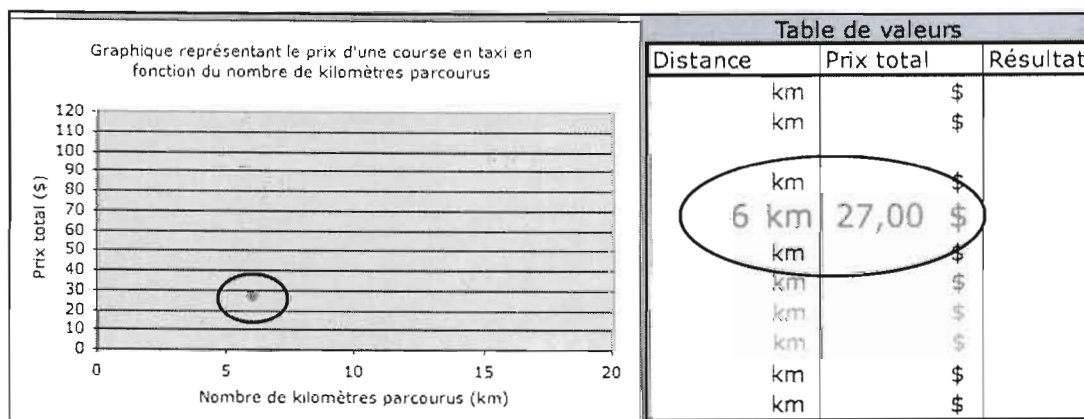 Graphique représentant le prix d'une course en taxi en
fonction du nombre de kilomètres parcourus
Prix total ($)
120
110
100
90
80
70
60
50
40
30
20
10
0
0 5 10 15 20
Nombre de kilomètres parcourus (km)
Table de valeurs
Distance Prix total Résultat
km $
km $
km $
6 km 27,00 $
km $
km $
km $
km $
km $
km $